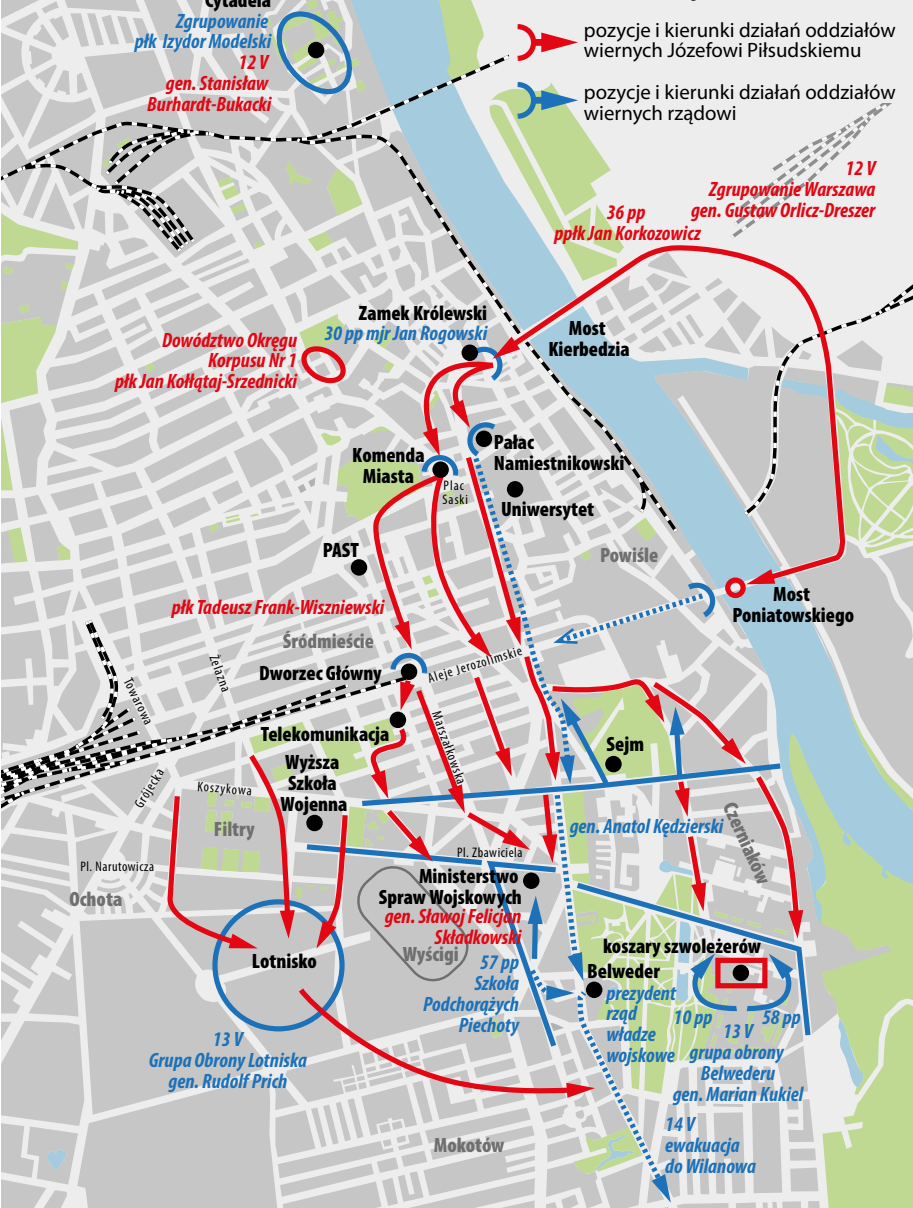 Cytadela
Zgrupowanie
płk Izydor Modelski
12 V
gen. Stanisław
Burhardt-Bukacki
pozycje i kierunki działań oddziałów
wiernych Józefowi Piłsudskiemu
pozycje i kierunki działań oddziałów
wiernych rządowi
12 V
Zgrupowanie Warszawa
gen. Gustaw Orlicz-Dreszer
36 pp
ppłk Jan Korkozowicz
Zamek Królewski
30 pp mjr Jan Rogowski
Most
Kierbedzia
Dowództwo Okręgu
Korpusu Nr 1
płk Jan Kołłątaj-Srzednicki
Komenda
Miasta
Plac
Saski
Pałac
Namiestnikowski
Uniwersytet
PAST
Powiśle
Most
Poniatowskiego
płk Tadeusz Frank-Wiszniewski
Śródmieście
Dworzec Główny
Aleje Jerozolimskie
Żelazna
Towarowa
Marszałkowska
Telekomunikacja
Sejm
Wyższa
Szkoła
Wojenna
Grójecka
Koszykowa
Filtry
gen. Anatol Kędzierski
Czerniaków
Pl. Narutowicza
Pl. Zbawiciela
Ochota
Ministerstwo
Spraw Wojskowych
gen. Sławoj Felicjan
Składkowski
Wyścigi
koszary szwoleżerów
Lotnisko
57 pp
Szkoła
Podchorążych
Piechoty
Belweder
prezydent
rząd
władze
wojskowe
10 pp
58 pp
13 V
grupa obrony
Belwederu
gen. Marian Kukiel
13 V
Grupa Obrony Lotniska
gen. Rudolf Prich
14 V
ewakuacja
do Wilanowa
Mokotów